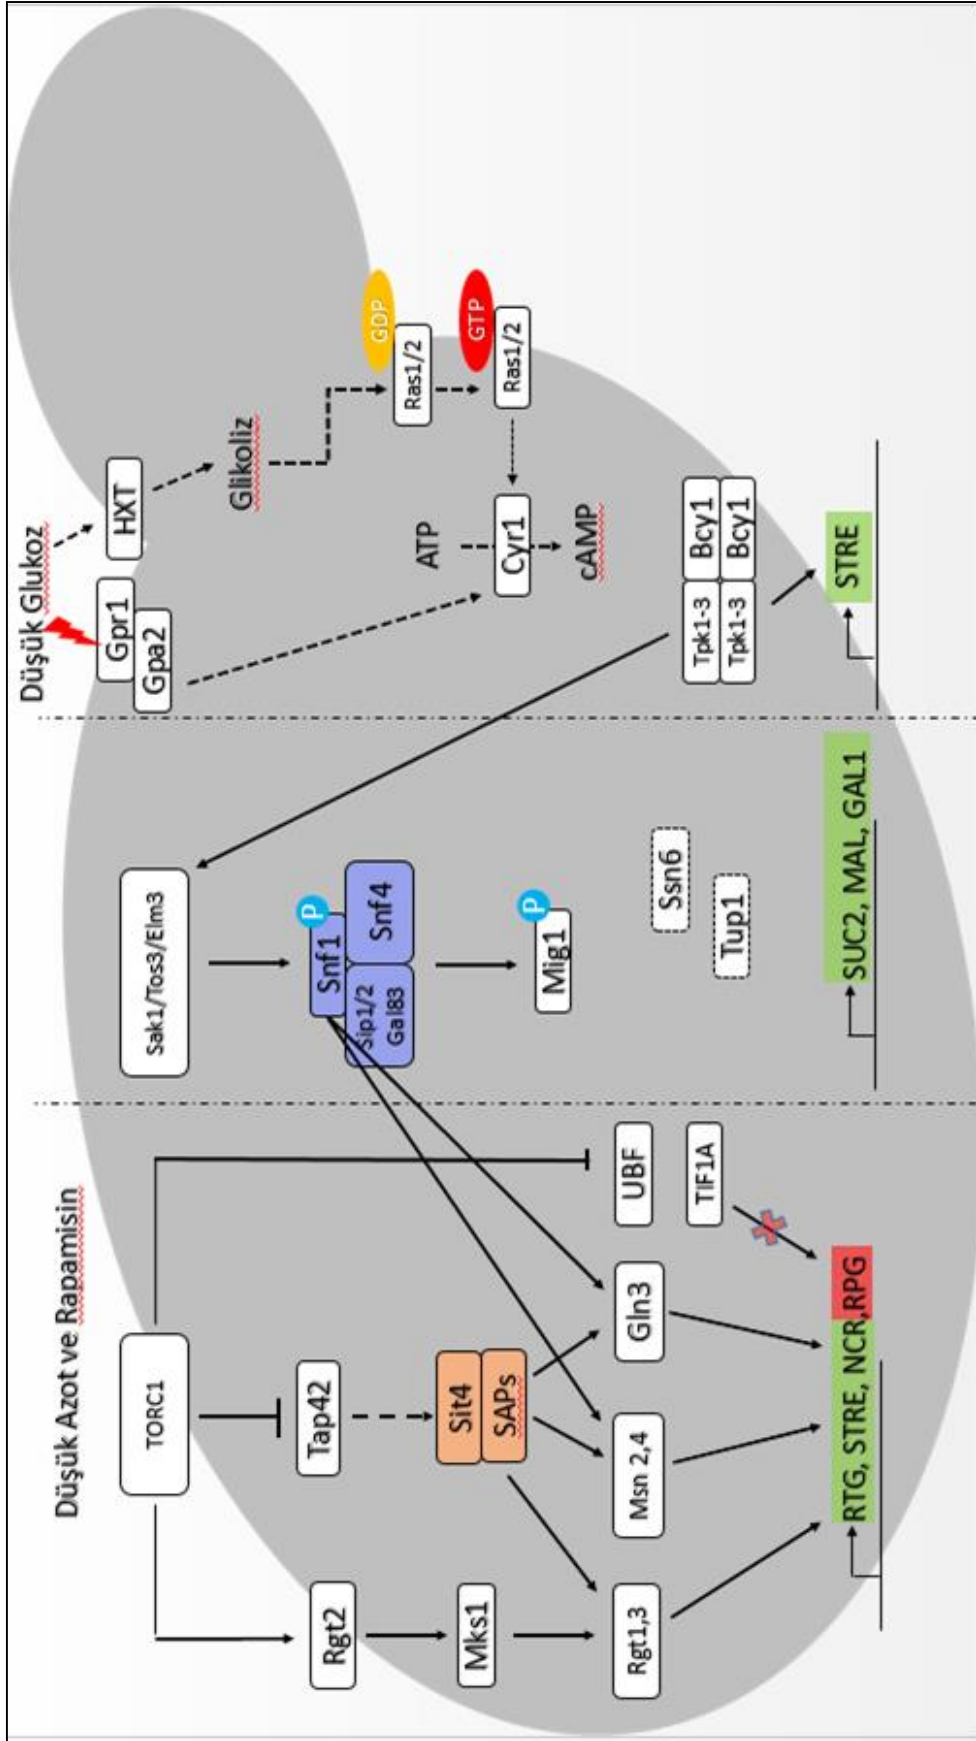 Düşük Azot ve Rapamisin
TORC1
Rgt2
Tap42
Mks1
Sit4
SAPs
Rgt1,3
Msn 2,4
Gln3
UBF
TIF1A
RTG, STRE, NCR,RPG
Sak1/Tos3/Elm3
Snf1
P
Sip1/2
Gal83
Snf4
Mig1
P
Ssn6
Tup1
SUC2, MAL, GAL1
Düşük Glukoz
Gpr1
Gpa2
HXT
Glikoliz
GDP
Ras1/2
GTP
Ras1/2
ATP
Cyr1
cAMP
Tpk1-3
Bcy1
Tpk1-3
Bcy1
STRE